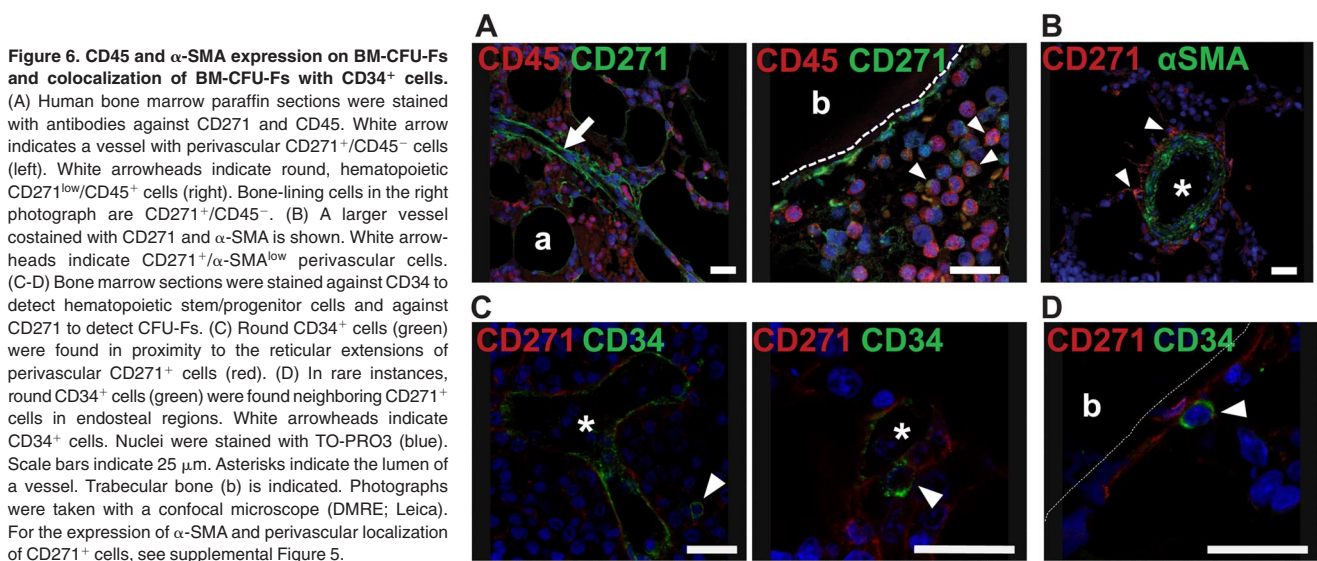 Figure 6. CD45 and α-SMA expression on BM-CFU-Fs
and colocalization of BM-CFU-Fs with CD34+ cells.
(A) Human bone marrow paraffin sections were stained
with antibodies against CD271 and CD45. White arrow
indicates a vessel with perivascular CD271+/CD45− cells
(left). White arrowheads indicate round, hematopoietic
CD271low/CD45+ cells (right). Bone-lining cells in the right
photograph are CD271+/CD45−. (B) A larger vessel
costained with CD271 and α-SMA is shown. White arrow-
heads indicate CD271+/α-SMAlow perivascular cells.
(C-D) Bone marrow sections were stained against CD34 to
detect hematopoietic stem/progenitor cells and against
CD271 to detect CFU-Fs. (C) Round CD34+ cells (green)
were found in proximity to the reticular extensions of
perivascular CD271+ cells (red). (D) In rare instances,
round CD34+ cells (green) were found neighboring CD271+
cells in endosteal regions. White arrowheads indicate
CD34+ cells. Nuclei were stained with TO-PRO3 (blue).
Scale bars indicate 25 μm. Asterisks indicate the lumen of
a vessel. Trabecular bone (b) is indicated. Photographs
were taken with a confocal microscope (DMRE; Leica).
For the expression of α-SMA and perivascular localization
of CD271+ cells, see supplemental Figure 5.
A
CD45 CD271
a
CD45 CD271
b
B
CD271 αSMA
*
C
CD271 CD34
*
CD271 CD34
*
D
CD271 CD34
b